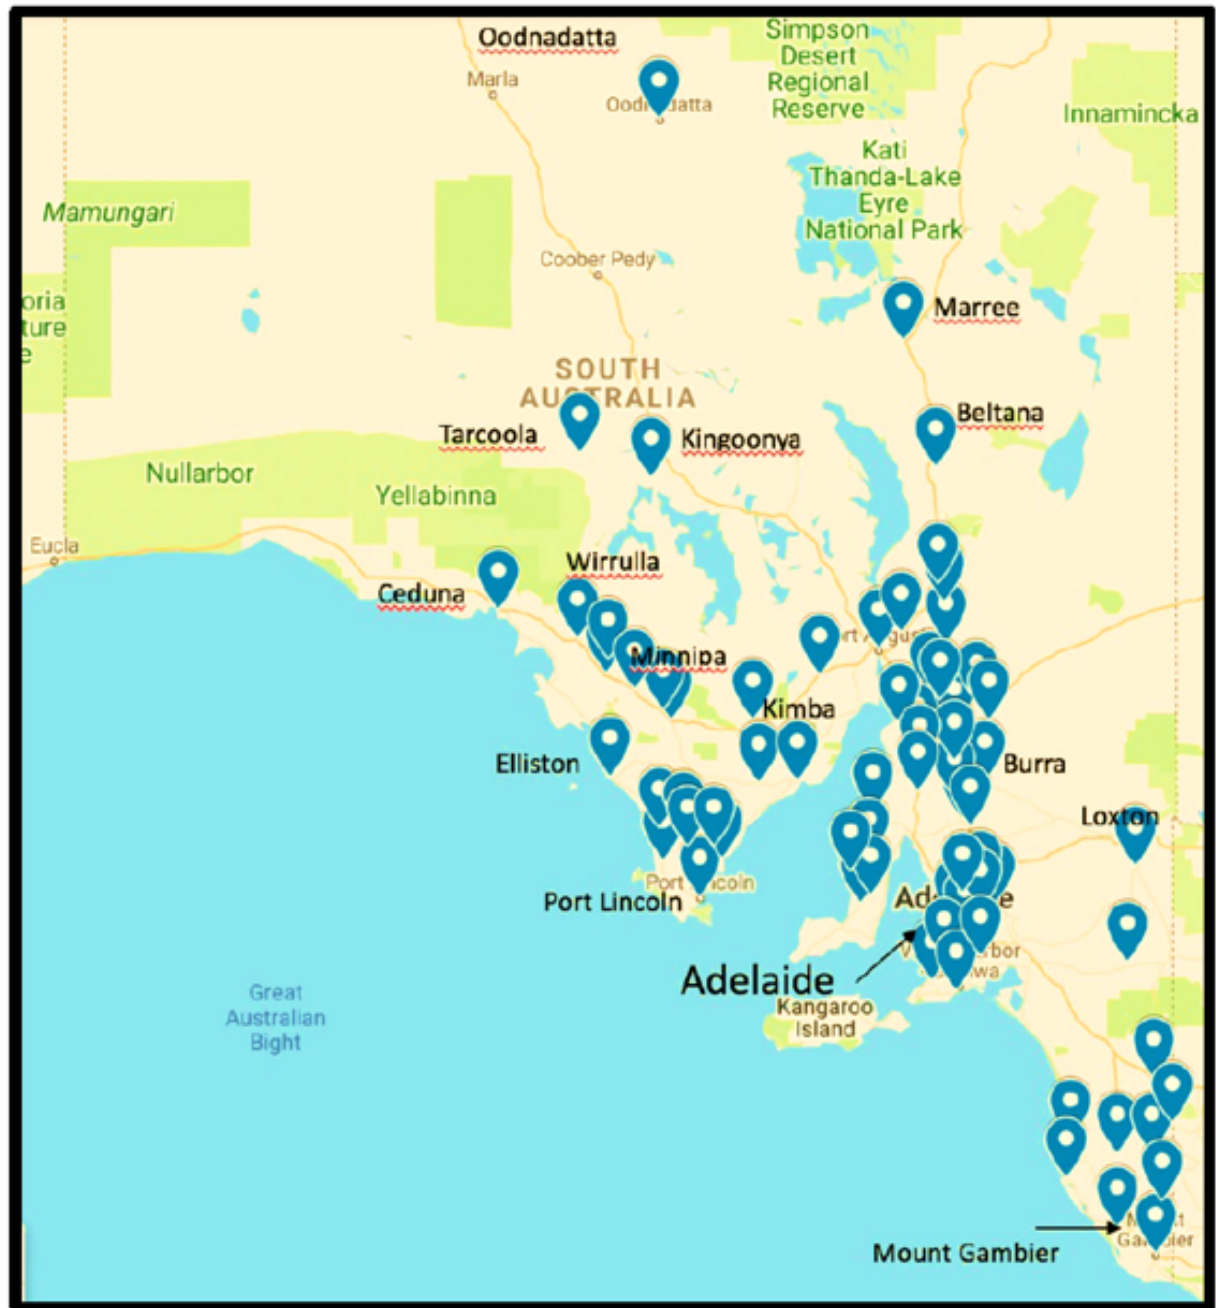 Oodnadatta
Simpson
Desert
Regional
Reserve
Marla
Innamincka
Kati
Thanda-Lake
Eyre
National Park
Mamungari
Coober Pedy
Marree
SOUTH
AUSTRALIA
Beltana
Tarcoola
Kingoonya
Nullarbor
Yellabinna
Eucla
Wirrulla
Ceduna
Minnipa
Kimba
Elliston
Burra
Loxton
Port Lincoln
Adelaide
Kangaroo
Island
Great
Australian
Bight
Mount Gambier